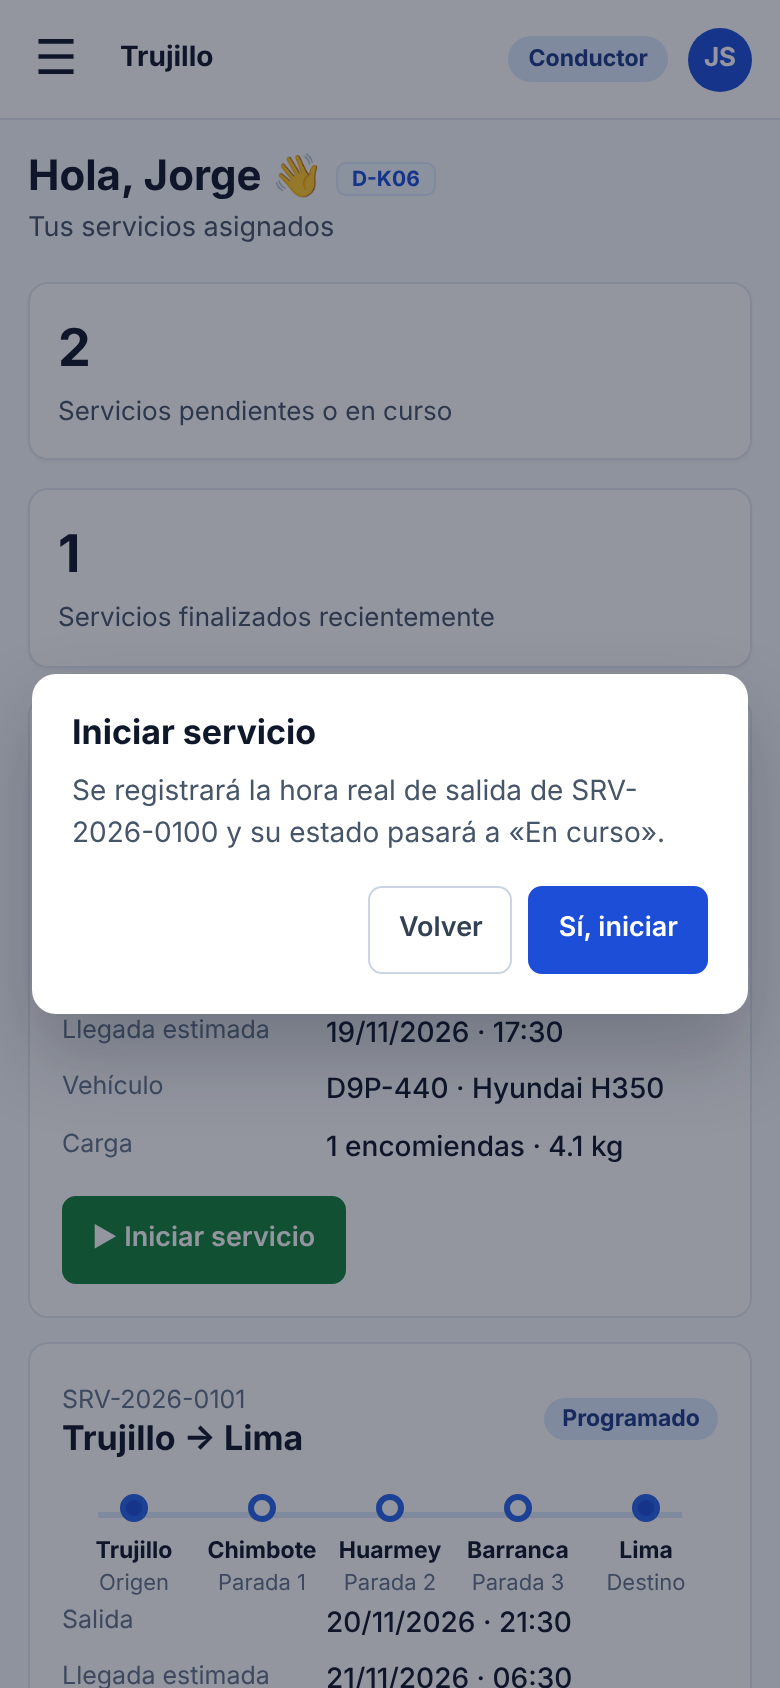 ☰ Trujillo Conductor JS
Hola, Jorge 👋 D-K06
Tus servicios asignados
2
Servicios pendientes o en curso
1
Servicios finalizados recientemente
Iniciar servicio
Se registrará la hora real de salida de SRV-
2026-0100 y su estado pasará a «En curso».
Volver Sí, iniciar
Llegada estimada 19/11/2026 · 17:30
Vehículo D9P-440 · Hyundai H350
Carga 1 encomiendas · 4.1 kg
▶ Iniciar servicio
SRV-2026-0101
Trujillo → Lima Programado
Trujillo Chimbote Huarmey Barranca Lima
Origen Parada 1 Parada 2 Parada 3 Destino
Salida 20/11/2026 · 21:30
Llegada estimada 21/11/2026 · 06:30